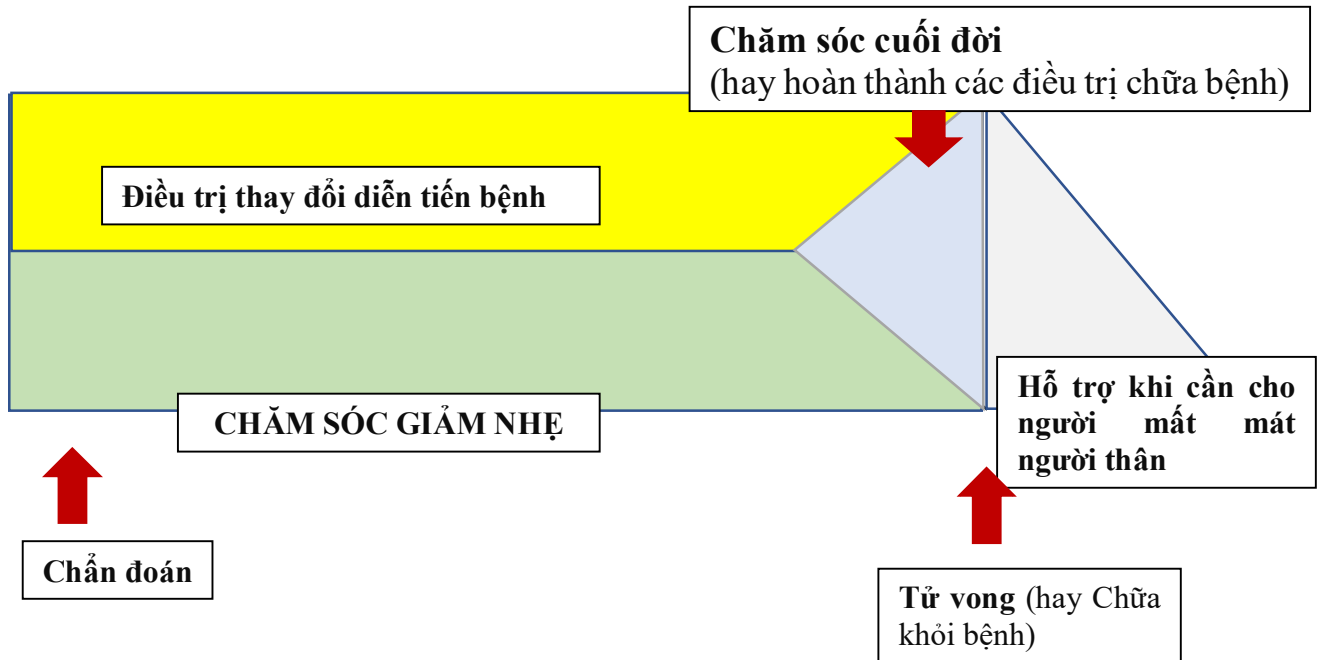 Chăm sóc cuối đời
(hay hoàn thành các điều trị chữa bệnh)
Điều trị thay đổi diễn tiến bệnh
CHĂM SÓC GIẢM NHẸ
Hỗ trợ khi cần cho
người mất mát
người thân
Chẩn đoán
Tử vong (hay Chữa
khỏi bệnh)